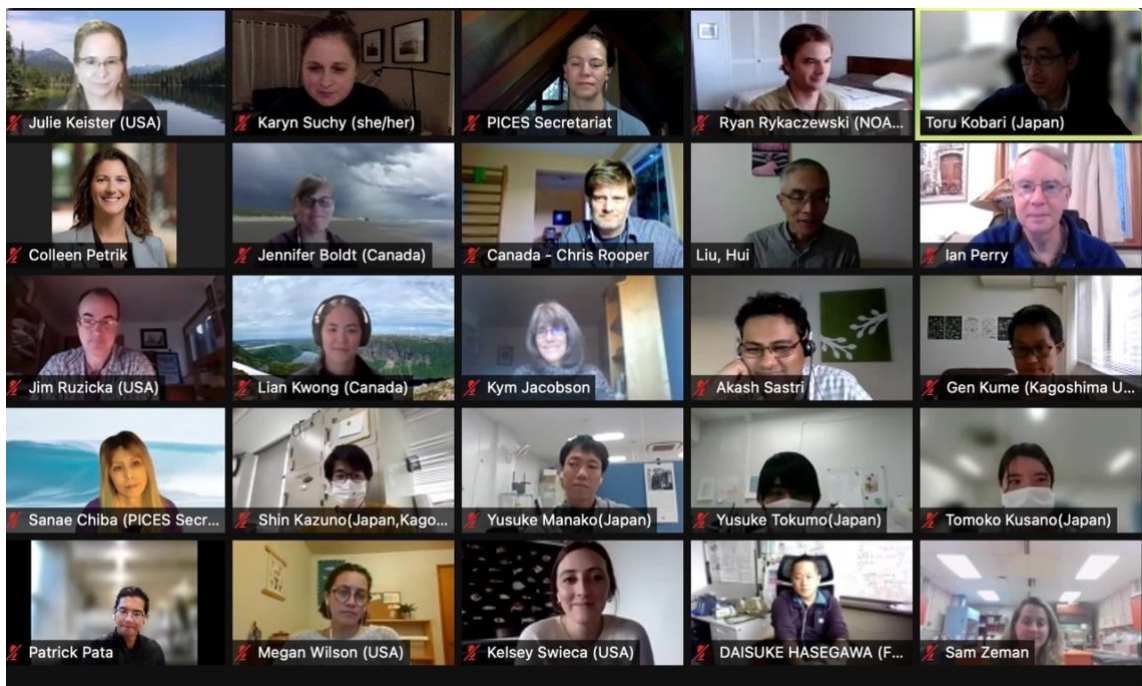 Julie Keister (USA)
Karyn Suchy (she/her)
PICES Secretariat
Ryan Rykaczewski (NOA...
Toru Kobari (Japan)
Colleen Petrik
Jennifer Boldt (Canada)
Canada - Chris Rooper
Liu, Hui
Ian Perry
Jim Ruzicka (USA)
Lian Kwong (Canada)
Kym Jacobson
Akash Sastri
Gen Kume (Kagoshima U...
Sanae Chiba (PICES Secr...
Shin Kazuno(Japan,Kago...
Yusuke Manako(Japan)
Yusuke Tokumo(Japan)
Tomoko Kusano(Japan)
Patrick Pata
Megan Wilson (USA)
Kelsey Swieca (USA)
DAISUKE HASEGAWA (F...
Sam Zeman